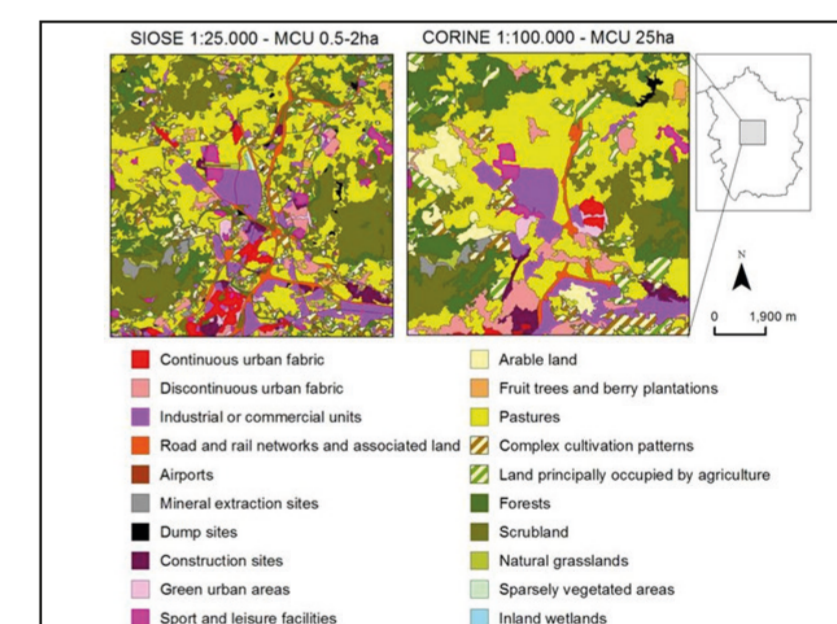 SIOSE 1:25.000 - MCU 0.5-2ha
CORINE 1:100.000 - MCU 25ha
N
0 1,900 m
Continuous urban fabric
Discontinuous urban fabric
Industrial or commercial units
Road and rail networks and associated land
Airports
Mineral extraction sites
Dump sites
Construction sites
Green urban areas
Sport and leisure facilities
Arable land
Fruit trees and berry plantations
Pastures
Complex cultivation patterns
Land principally occupied by agriculture
Forests
Scrubland
Natural grasslands
Sparsely vegetated areas
Inland wetlands